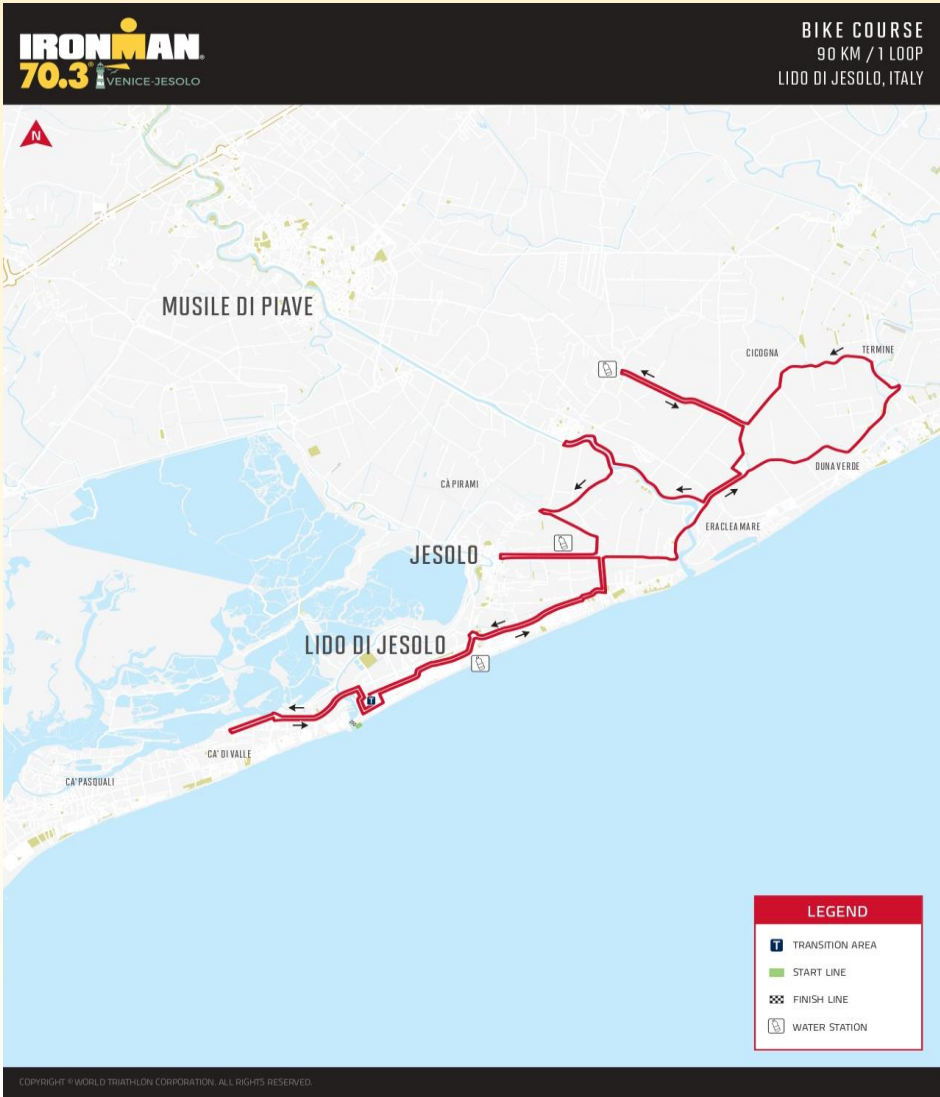 IRONMAN
70.3 VENICE-JESOLO
BIKE COURSE
90 KM / 1 LOOP
LIDO DI JESOLO, ITALY
N
MUSILE DI PIAVE
CICOGNA
TERMINE
DUNA VERDE
CÀ PIRAMI
ERACLEA MARE
JESOLO
LIDO DI JESOLO
T
CA' DI VALLE
CA' PASQUALI
LEGEND
T TRANSITION AREA
START LINE
FINISH LINE
WATER STATION
COPYRIGHT © WORLD TRIATHLON CORPORATION. ALL RIGHTS RESERVED.